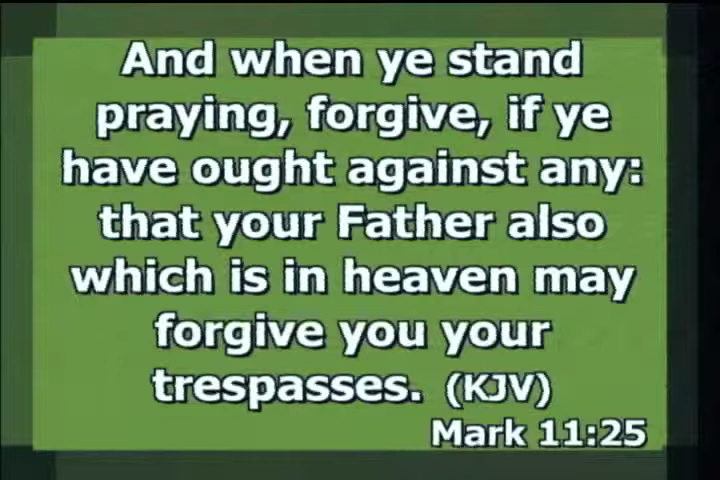 And when ye stand
praying, forgive, if ye
have ought against any:
that your Father also
which is in heaven may
forgive you your
trespasses. (KJV)
Mark 11:25